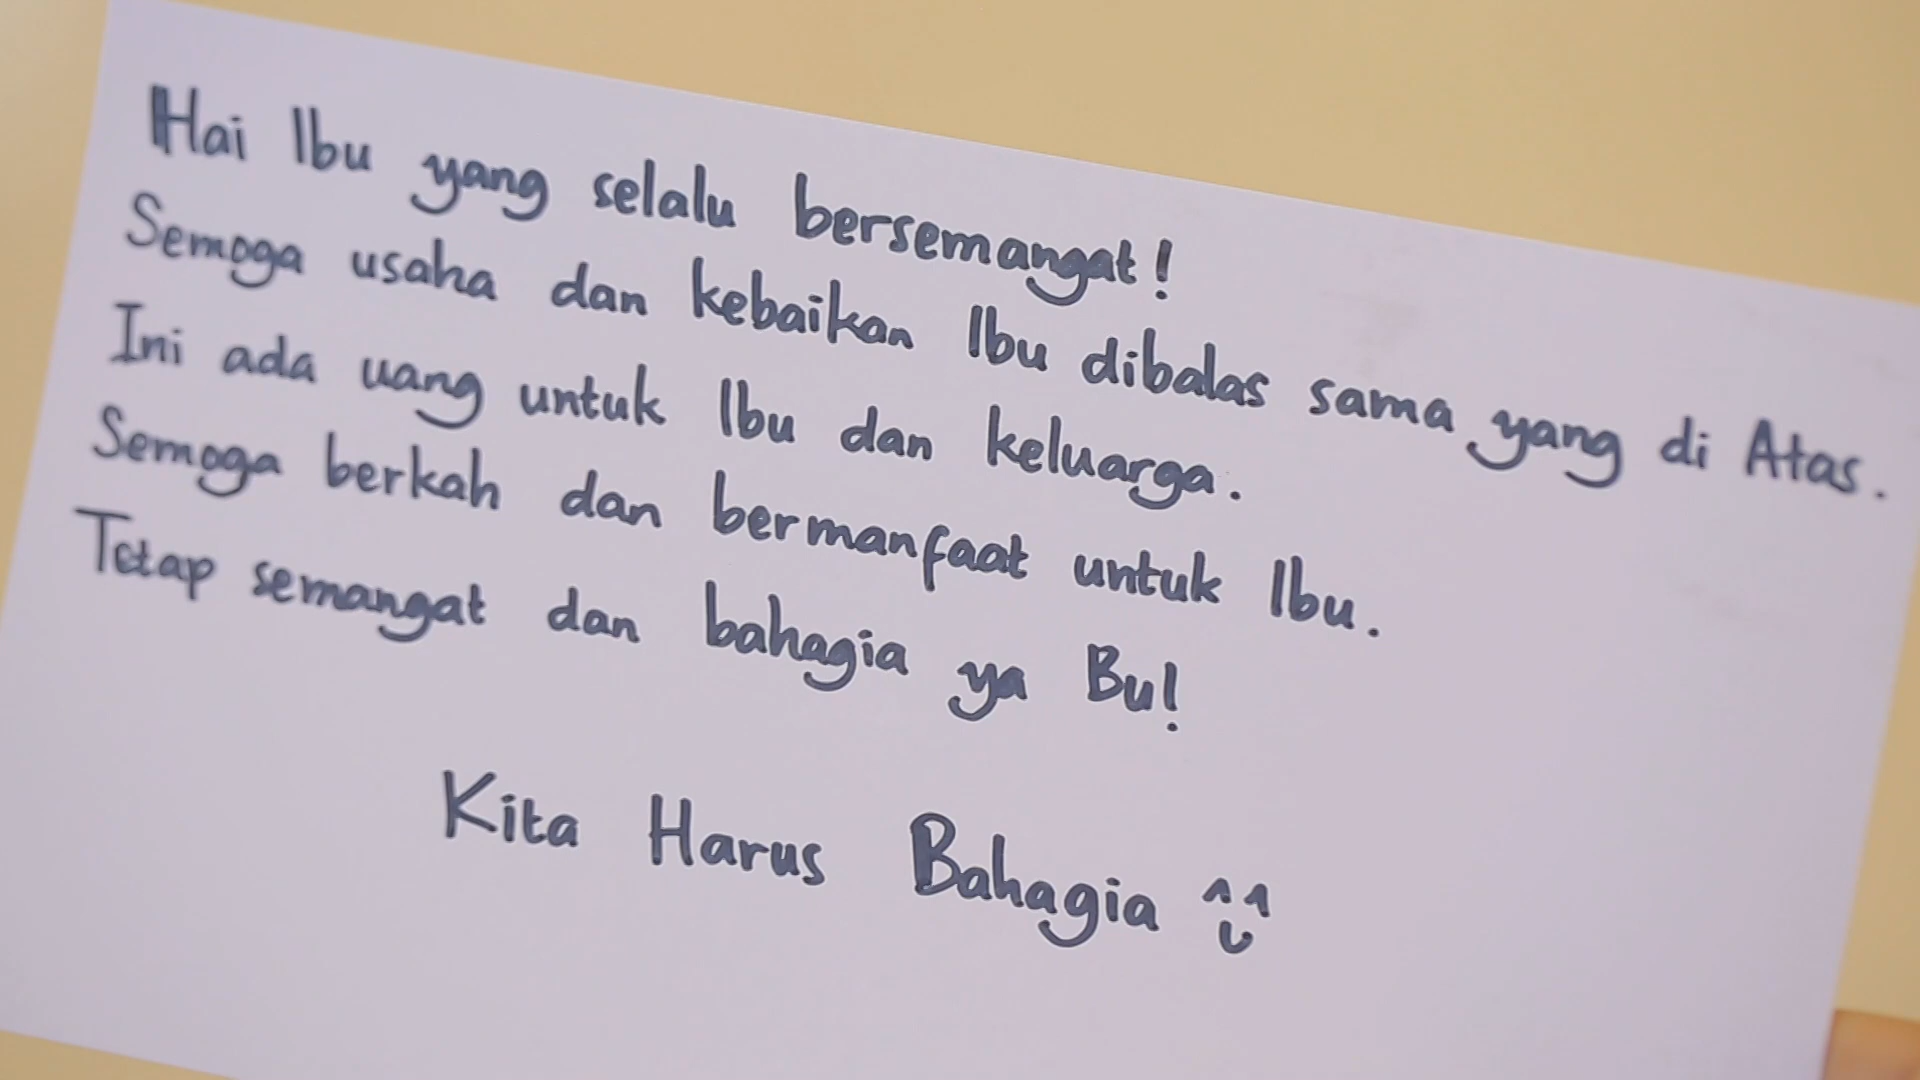 Hai Ibu yang selalu bersemangat!
Semoga usaha dan kebaikan Ibu dibalas sama yang di Atas.
Ini ada uang untuk Ibu dan keluarga.
Semoga berkah dan bermanfaat untuk Ibu.
Tetap semangat dan bahagia ya Bu!
Kita Harus Bahagia